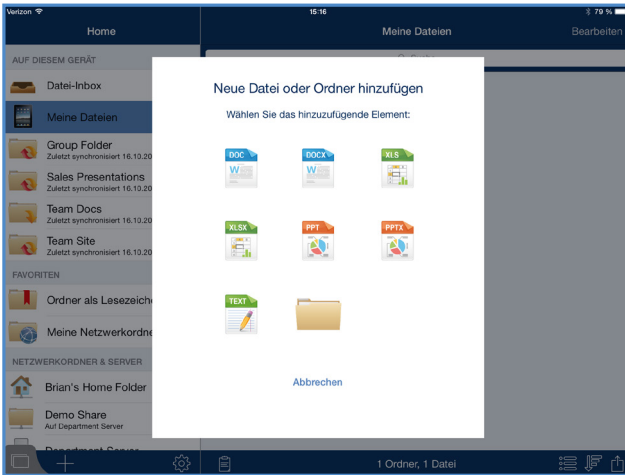 Verizon
15:16
79 %
Home
Meine Dateien
Bearbeiten
AUF DIESEM GERÄT
Datei-Inbox
Meine Dateien
Group Folder
Zuletzt synchronisiert 16.10.20
Sales Presentations
Zuletzt synchronisiert 16.10.20
Team Docs
Zuletzt synchronisiert 16.10.20
Team Site
Zuletzt synchronisiert 16.10.20
FAVORITEN
Ordner als Lesezeiche
Meine Netzwerkordne
NETZWERKORDNER & SERVER
Brian's Home Folder
Demo Share
Auf Department Server
Department Server
Neue Datei oder Ordner hinzufügen
Wählen Sie das hinzuzufügende Element:
DOC
W
DOCX
W
XLS
XLSX
PPT
PPTX
TEXT
Abbrechen
1 Ordner, 1 Datei